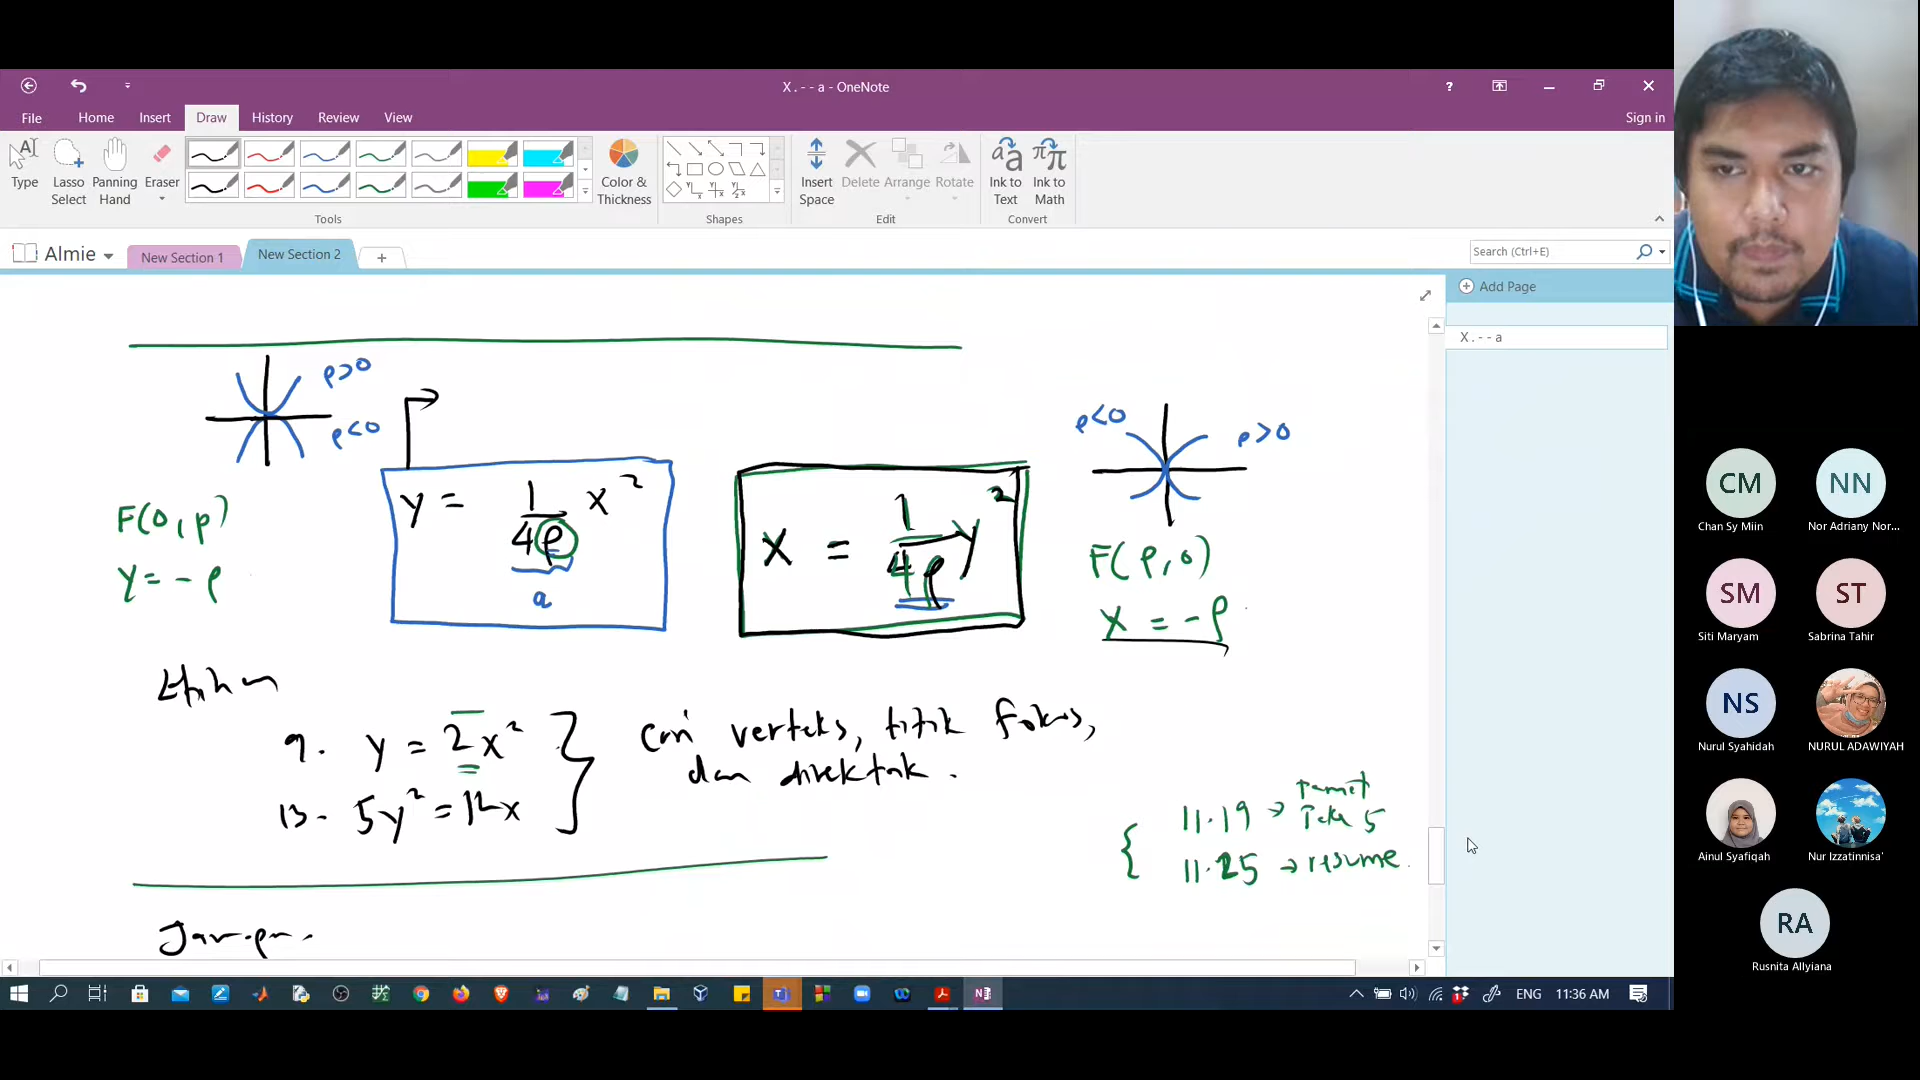 X . - - a - OneNote
File Home Insert Draw History Review View
Sign in
Type
Lasso Select
Panning Hand
Eraser
Color & Thickness
Insert Space
Delete
Arrange
Rotate
Ink to Text
Ink to Math
Tools
Shapes
Edit
Convert
Almie
New Section 1
New Section 2
Search (Ctrl+E)
Add Page
X . - - a
p>0
p<0
p<0
p>0
F(0, p)
y = - p
y = 1/4p x²
a
x = 1/4p y²
F(p, 0)
x = -p
9. y = 2x²
13. 5y² = 12x
cari verteks, titik fokus,
dan direktrik.
11.19 → tamat
Teka 5
11.25 → resume.
CM
Chan Sy Miin
NN
Nor Adriany Nor...
SM
Siti Maryam
ST
Sabrina Tahir
NS
Nurul Syahidah
NURUL ADAWIYAH
Ainul Syafiqah
Nur Izzatinnisa'
RA
Rusnita Allyiana
ENG 11:36 AM